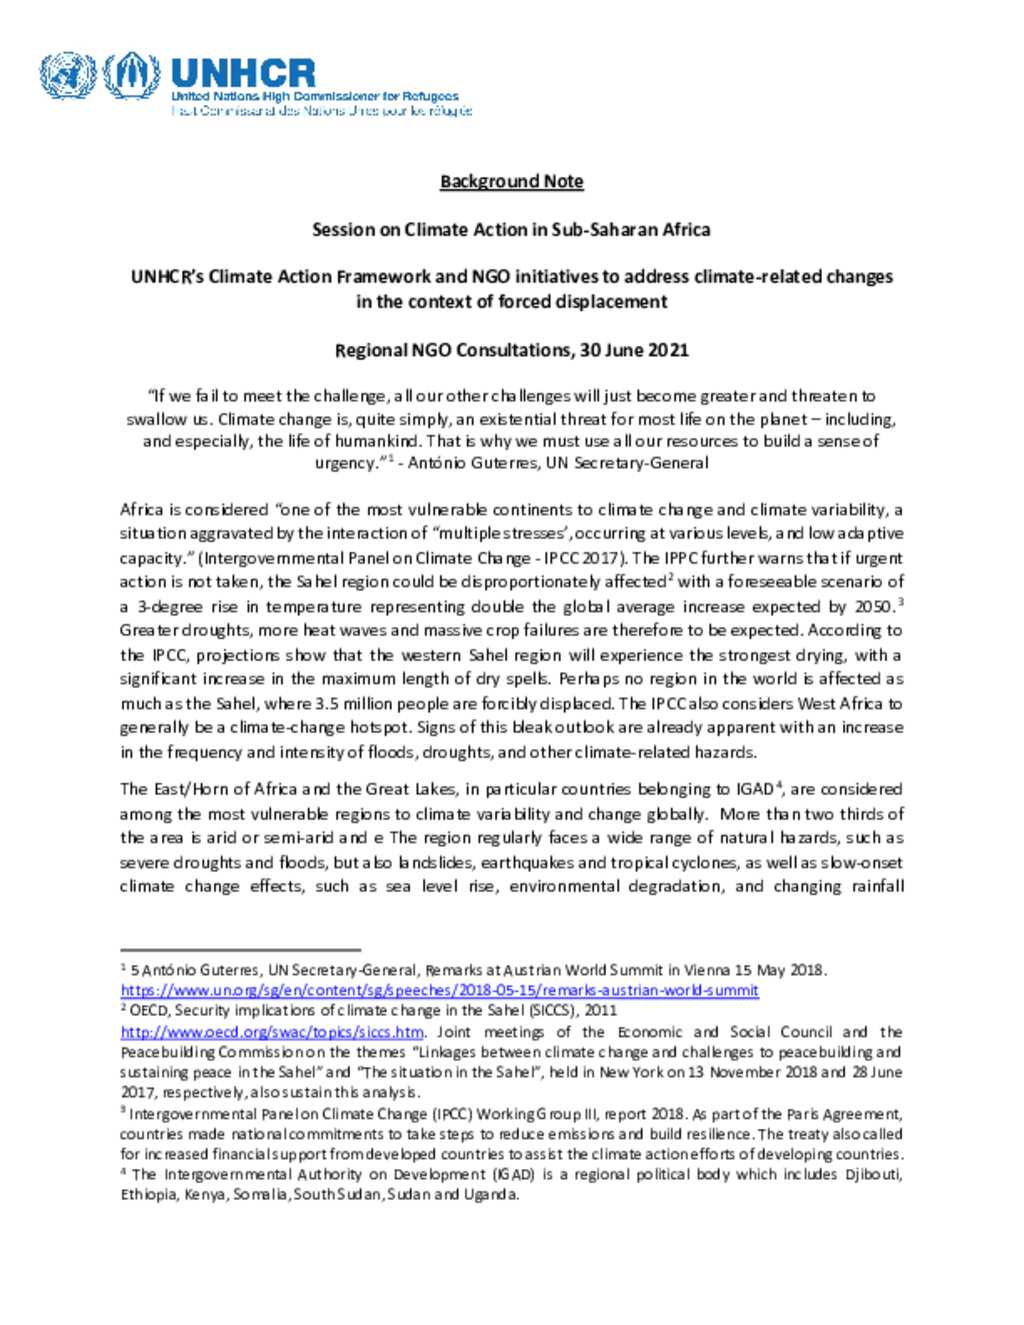 UNHCR
United Nations High Commissioner for Refugees
Haut Commissariat des Nations Unies pour les réfugiés
Background Note
Session on Climate Action in Sub-Saharan Africa
UNHCR's Climate Action Framework and NGO initiatives to address climate-related changes
in the context of forced displacement
Regional NGO Consultations, 30 June 2021
“If we fail to meet the challenge, all our other challenges will just become greater and threaten to
swallow us. Climate change is, quite simply, an existential threat for most life on the planet – including,
and especially, the life of humankind. That is why we must use all our resources to build a sense of
urgency.”1 - António Guterres, UN Secretary-General
Africa is considered “one of the most vulnerable continents to climate change and climate variability, a
situation aggravated by the interaction of “multiple stresses’, occurring at various levels, and low adaptive
capacity.” (Intergovernmental Panel on Climate Change - IPCC 2017). The IPPC further warns that if urgent
action is not taken, the Sahel region could be disproportionately affected2 with a foreseeable scenario of
a 3-degree rise in temperature representing double the global average increase expected by 2050.3
Greater droughts, more heat waves and massive crop failures are therefore to be expected. According to
the IPCC, projections show that the western Sahel region will experience the strongest drying, with a
significant increase in the maximum length of dry spells. Perhaps no region in the world is affected as
much as the Sahel, where 3.5 million people are forcibly displaced. The IPCC also considers West Africa to
generally be a climate-change hotspot. Signs of this bleak outlook are already apparent with an increase
in the frequency and intensity of floods, droughts, and other climate-related hazards.
The East/Horn of Africa and the Great Lakes, in particular countries belonging to IGAD4, are considered
among the most vulnerable regions to climate variability and change globally. More than two thirds of
the area is arid or semi-arid and e The region regularly faces a wide range of natural hazards, such as
severe droughts and floods, but also landslides, earthquakes and tropical cyclones, as well as slow-onset
climate change effects, such as sea level rise, environmental degradation, and changing rainfall
1 5 António Guterres, UN Secretary-General, Remarks at Austrian World Summit in Vienna 15 May 2018.
https://www.un.org/sg/en/content/sg/speeches/2018-05-15/remarks-austrian-world-summit
2 OECD, Security implications of climate change in the Sahel (SICCS), 2011
http://www.oecd.org/swac/topics/siccs.htm. Joint meetings of the Economic and Social Council and the
Peacebuilding Commission on the themes “Linkages between climate change and challenges to peacebuilding and
sustaining peace in the Sahel” and “The situation in the Sahel”, held in New York on 13 November 2018 and 28 June
2017, respectively, also sustain this analysis.
3 Intergovernmental Panel on Climate Change (IPCC) Working Group III, report 2018. As part of the Paris Agreement,
countries made national commitments to take steps to reduce emissions and build resilience. The treaty also called
for increased financial support from developed countries to assist the climate action efforts of developing countries.
4 The Intergovernmental Authority on Development (IGAD) is a regional political body which includes Djibouti,
Ethiopia, Kenya, Somalia, South Sudan, Sudan and Uganda.